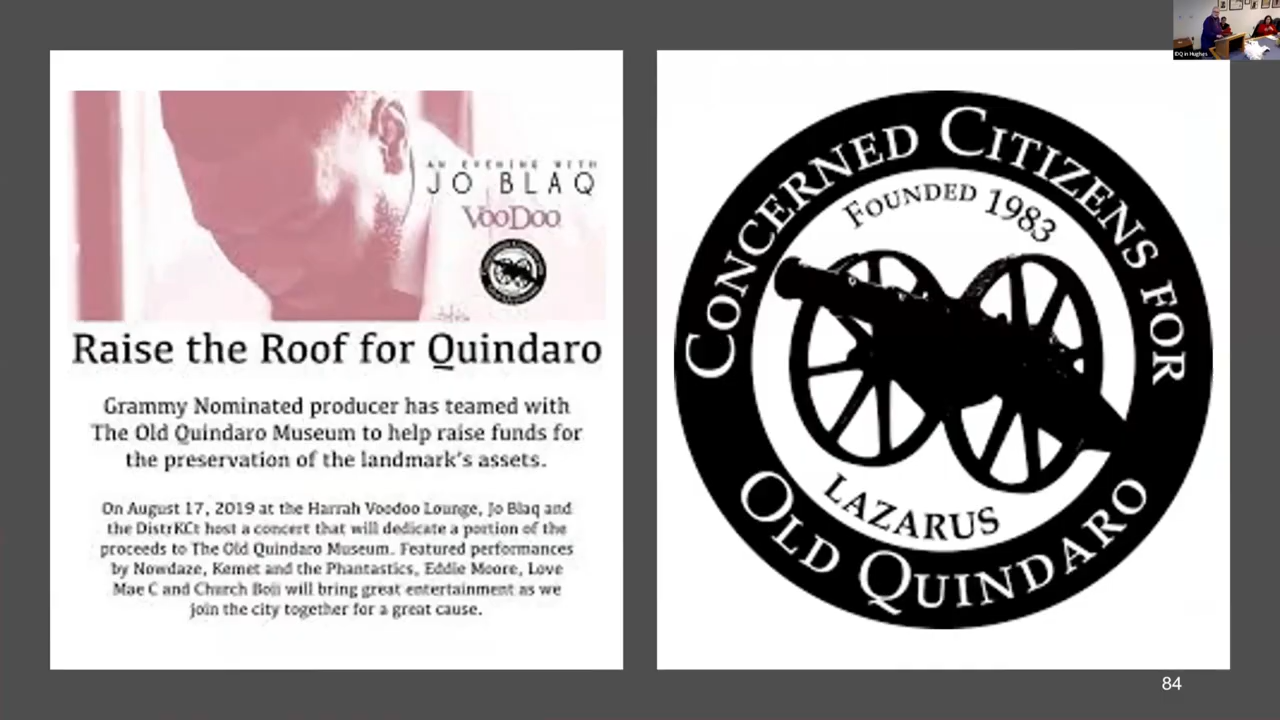 AN EVENING WITH
JO BLAQ
VOODOO
Raise the Roof for Quindaro
Grammy Nominated producer has teamed with
The Old Quindaro Museum to help raise funds for
the preservation of the landmark's assets.
On August 17, 2019 at the Harrah Voodoo Lounge, Jo Blaq and
the DistrKCt host a concert that will dedicate a portion of the
proceeds to The Old Quindaro Museum. Featured performances
by Nowdaze, Kemet and the Phantastics, Eddie Moore, Love
Mae C and Church Boii will bring great entertainment as we
join the city together for a great cause.
CONCERNED CITIZENS FOR
FOUNDED 1983
LAZARUS
OLD QUINDARO
84